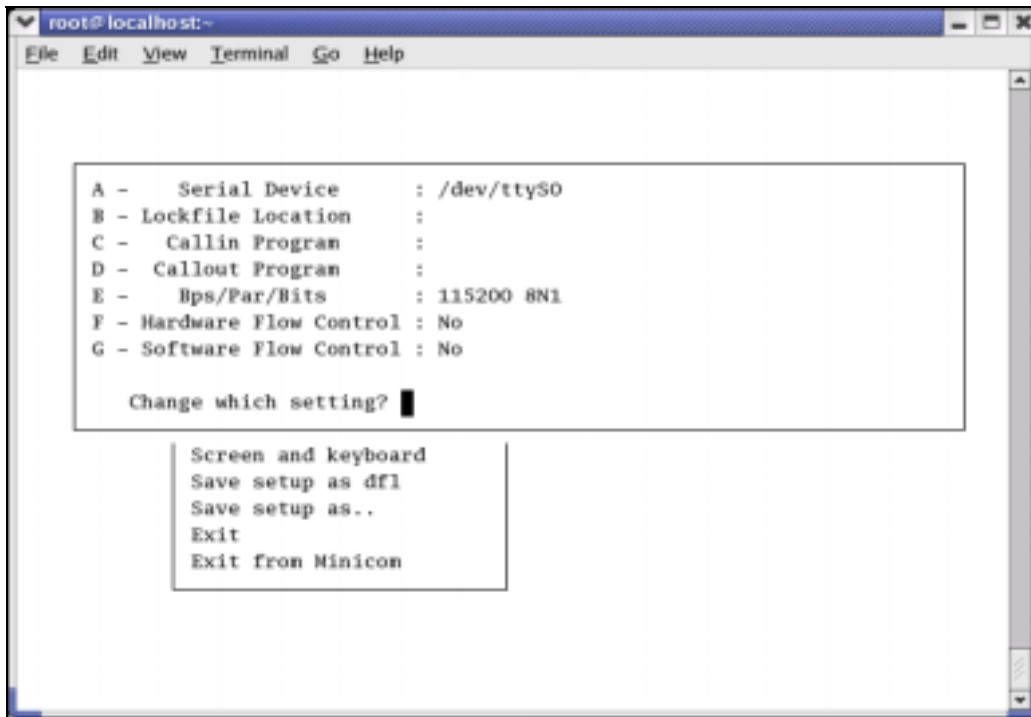 root@localhost:~
File Edit View Terminal Go Help
A - Serial Device : /dev/ttyS0
B - Lockfile Location :
C - Callin Program :
D - Callout Program :
E - Bps/Par/Bits : 115200 8N1
F - Hardware Flow Control : No
G - Software Flow Control : No
Change which setting?
Screen and keyboard
Save setup as dfl
Save setup as..
Exit
Exit from Minicom